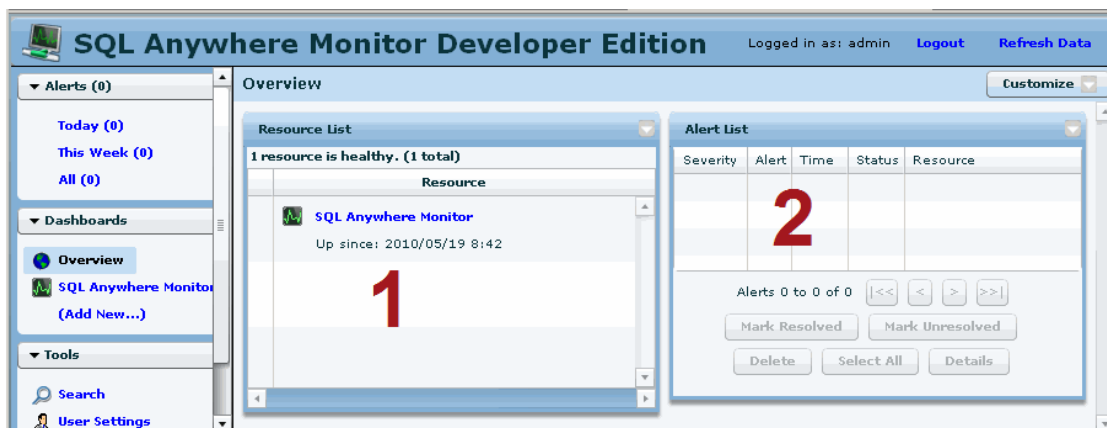 SQL Anywhere Monitor Developer Edition
Logged in as: admin
Logout
Refresh Data
Alerts (0)
Today (0)
This Week (0)
All (0)
Dashboards
Overview
SQL Anywhere Monitor
(Add New...)
Tools
Search
User Settings
Overview
Customize
Resource List
1 resource is healthy. (1 total)
Resource
SQL Anywhere Monitor
Up since: 2010/05/19 8:42
1
Alert List
Severity Alert Time Status Resource
2
Alerts 0 to 0 of 0 |<< < > >>|
Mark Resolved Mark Unresolved
Delete Select All Details